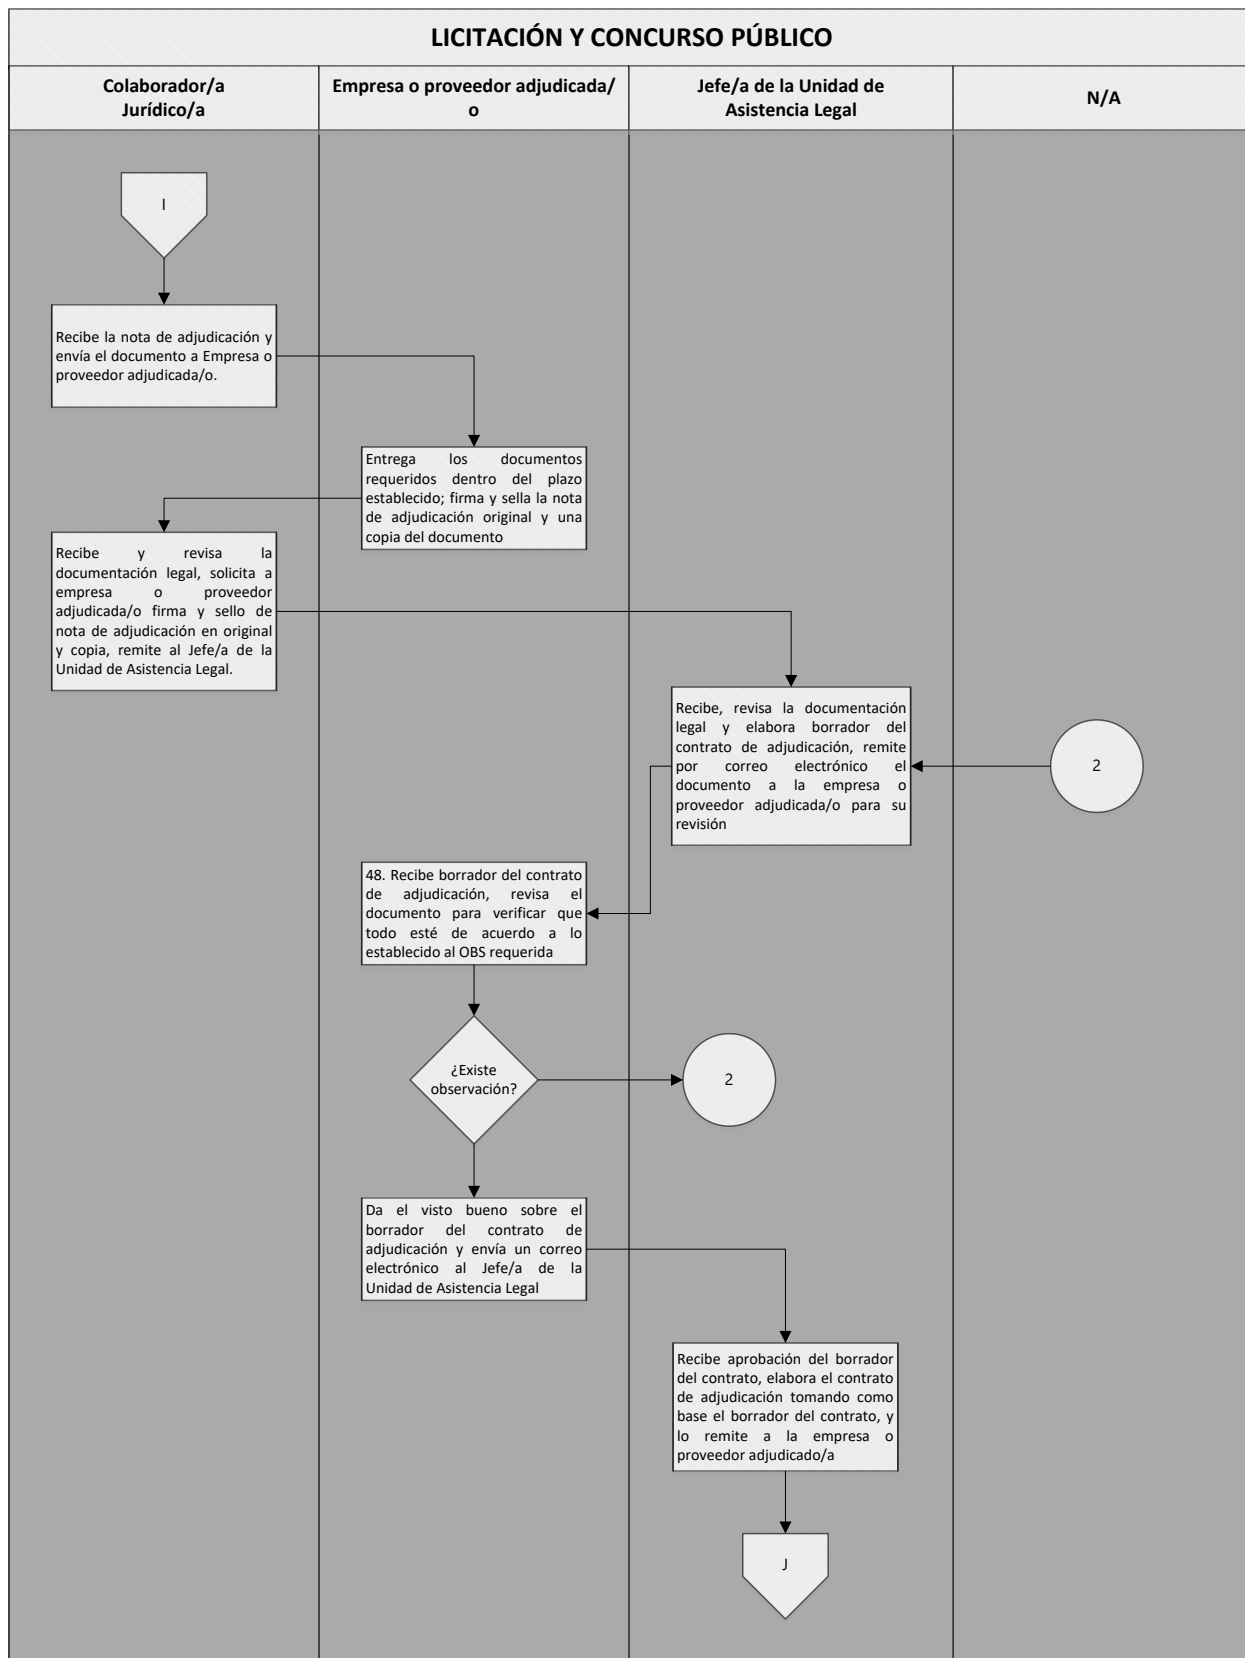 LICITACIÓN Y CONCURSO PÚBLICO
Colaborador/a
Jurídico/a
Empresa o proveedor adjudicada/
o
Jefe/a de la Unidad de
Asistencia Legal
N/A
I
Recibe la nota de adjudicación y
envía el documento a Empresa o
proveedor adjudicada/o.
Entrega los documentos
requeridos dentro del plazo
establecido; firma y sella la nota
de adjudicación original y una
copia del documento
Recibe y revisa la
documentación legal, solicita a
empresa o proveedor
adjudicada/o firma y sello de
nota de adjudicación en original
y copia, remite al Jefe/a de la
Unidad de Asistencia Legal.
Recibe, revisa la documentación
legal y elabora borrador del
contrato de adjudicación, remite
por correo electrónico el
documento a la empresa o
proveedor adjudicada/o para su
revisión
2
48. Recibe borrador del contrato
de adjudicación, revisa el
documento para verificar que
todo esté de acuerdo a lo
establecido al OBS requerida
¿Existe
observación?
2
Da el visto bueno sobre el
borrador del contrato de
adjudicación y envía un correo
electrónico al Jefe/a de la
Unidad de Asistencia Legal
Recibe aprobación del borrador
del contrato, elabora el contrato
de adjudicación tomando como
base el borrador del contrato, y
lo remite a la empresa o
proveedor adjudicado/a
J